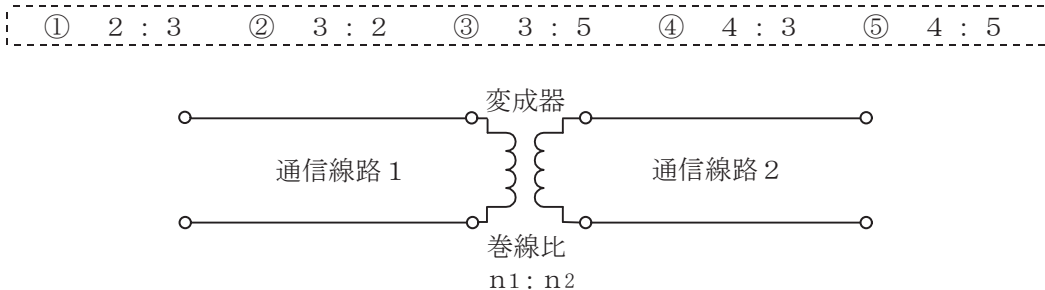 ① ２：３ ② ３：２ ③ ３：５ ④ ４：３ ⑤ ４：５
変成器
通信線路１ 通信線路２
巻線比
n1：n2